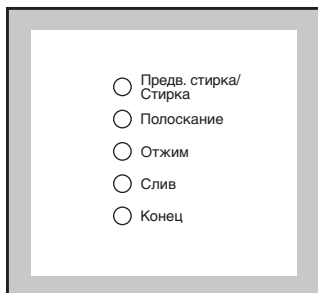 Предв. стирка/
Стирка
Полоскание
Отжим
Слив
Конец